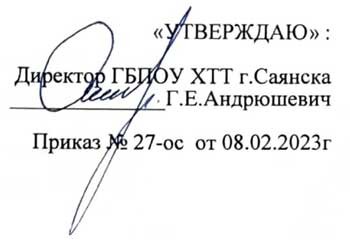 «УТВЕРЖДАЮ» :
Директор ГБПОУ ХТТ г.Саянска
Г.Е.Андрюшевич
Приказ № 27-ос от 08.02.2023г